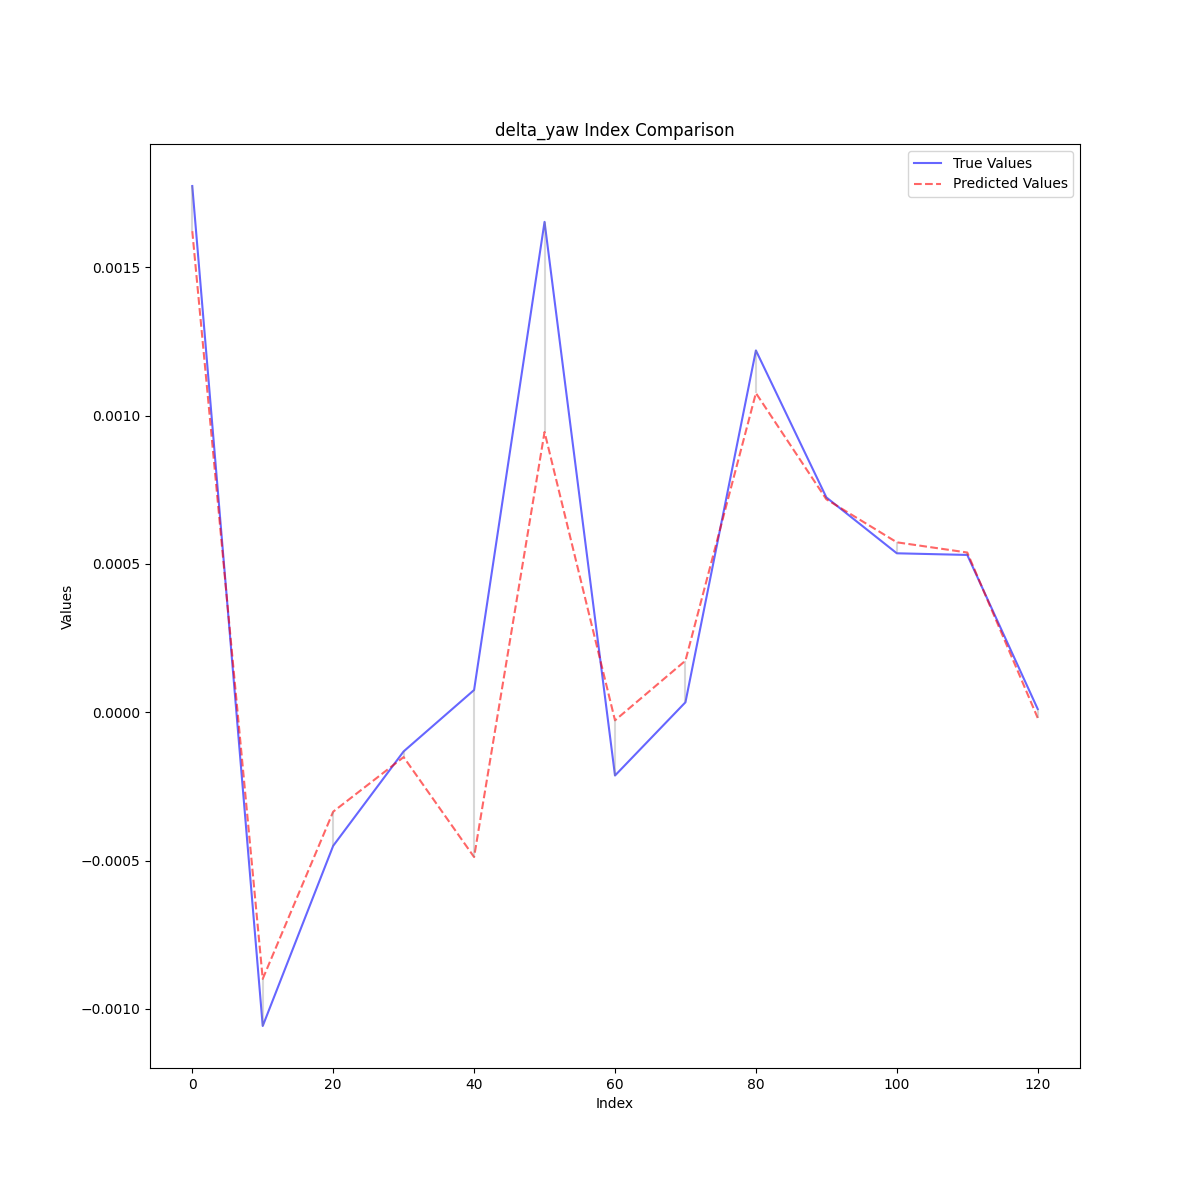 delta_yaw Index Comparison
True Values
Predicted Values
0.0015
0.0010
0.0005
0.0000
−0.0005
−0.0010
Values
0 20 40 60 80 100 120
Index